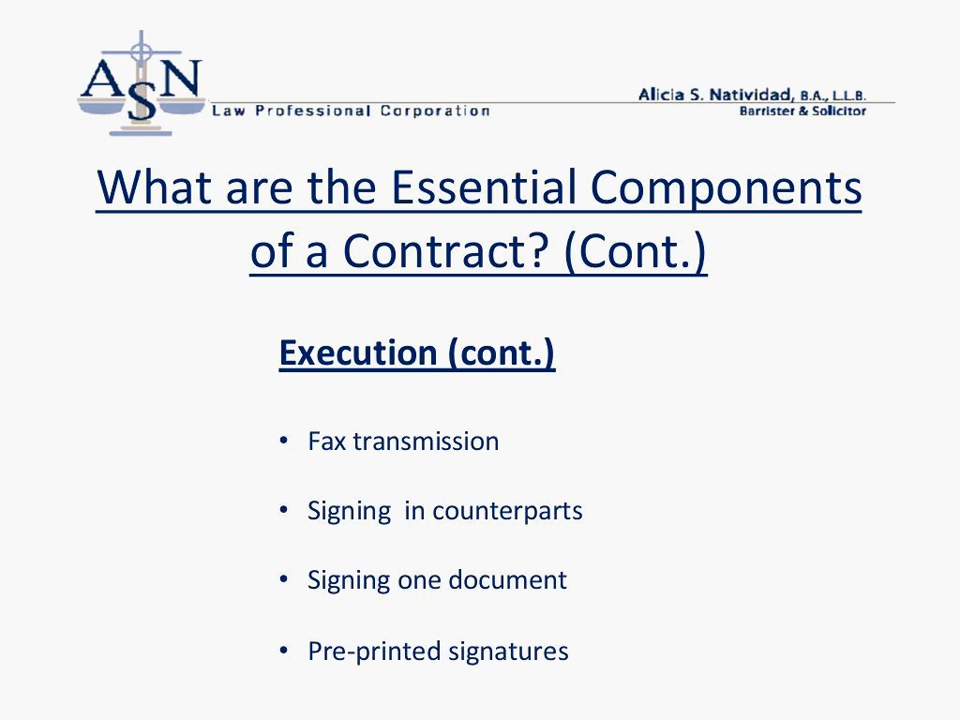 ASN
Law Professional Corporation
Alicia S. Natividad, B.A., L.L.B.
Barrister & Solicitor
What are the Essential Components
of a Contract? (Cont.)
Execution (cont.)
• Fax transmission
• Signing in counterparts
• Signing one document
• Pre-printed signatures